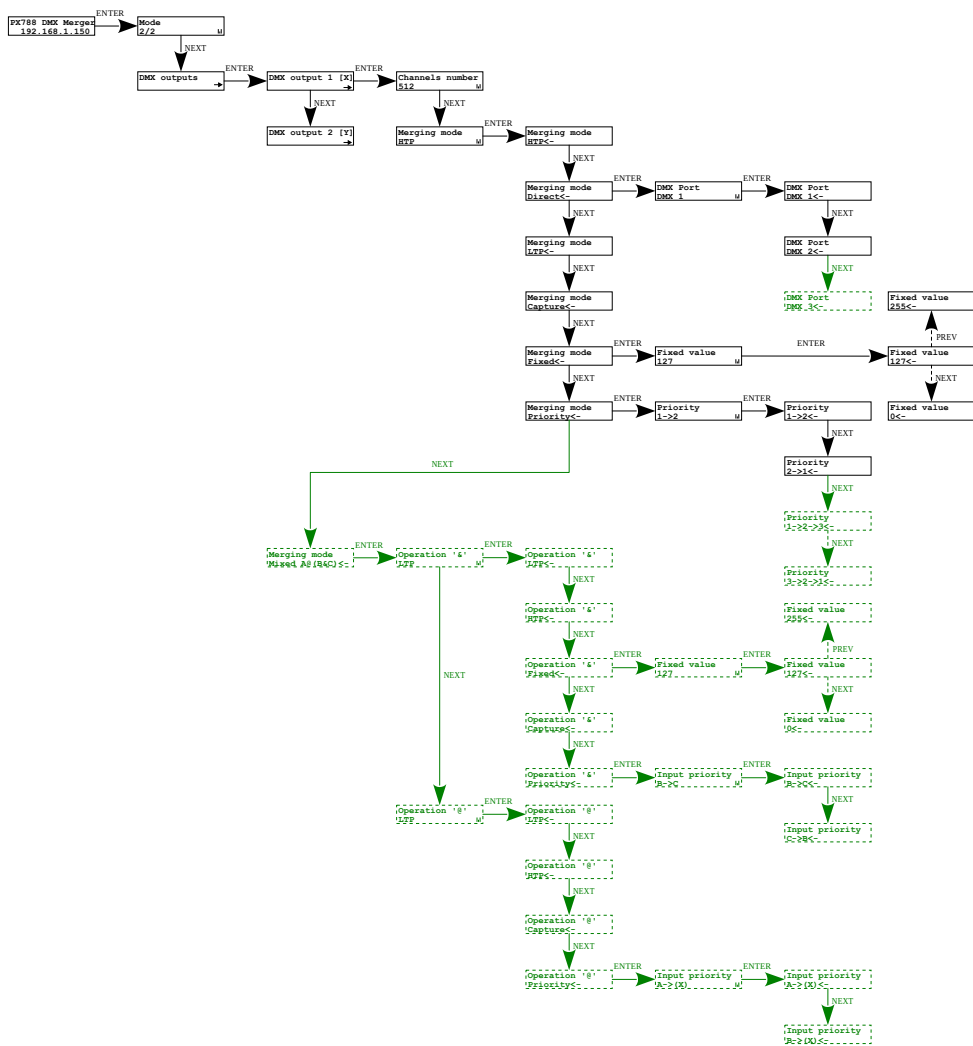 PX788 DMX Merger
192.168.1.150
ENTER
Mode
2/2
NEXT
DMX outputs
ENTER
DMX output 1 [X]
ENTER
Channels number
512
NEXT
NEXT
DMX output 2 [Y]
Merging mode
HTP
ENTER
Merging mode
HTP<-
NEXT
Merging mode
Direct<-
ENTER
DMX Port
DMX 1
ENTER
DMX Port
DMX 1<-
NEXT
NEXT
Merging mode
LTP<-
DMX Port
DMX 2<-
NEXT
NEXT
Merging mode
Capture<-
DMX Port
DMX 3<-
Fixed value
255<-
NEXT
PREV
Merging mode
Fixed<-
ENTER
Fixed value
127
ENTER
Fixed value
127<-
NEXT
NEXT
Merging mode
Priority<-
ENTER
Priority
1->2
ENTER
Priority
1->2<-
Fixed value
0<-
NEXT
NEXT
Priority
2->1<-
NEXT
Priority
1->2->3<-
NEXT
Merging mode
Mixed A@(B&C)<-
ENTER
Operation '&'
LTP
ENTER
Operation '&'
LTP<-
Priority
3->2->1<-
NEXT
Operation '&'
HTP<-
Fixed value
255<-
NEXT
PREV
Operation '&'
Fixed<-
ENTER
Fixed value
127
ENTER
Fixed value
127<-
NEXT
NEXT
NEXT
Operation '&'
Capture<-
Fixed value
0<-
NEXT
Operation '&'
Priority<-
ENTER
Input priority
B->C
ENTER
Input priority
B->C<-
NEXT
Operation '@'
LTP
ENTER
Operation '@'
LTP<-
Input priority
C->B<-
NEXT
Operation '@'
HTP<-
NEXT
Operation '@'
Capture<-
NEXT
Operation '@'
Priority<-
ENTER
Input priority
A->(X)
ENTER
Input priority
A->(X)<-
NEXT
Input priority
B->(X)<-